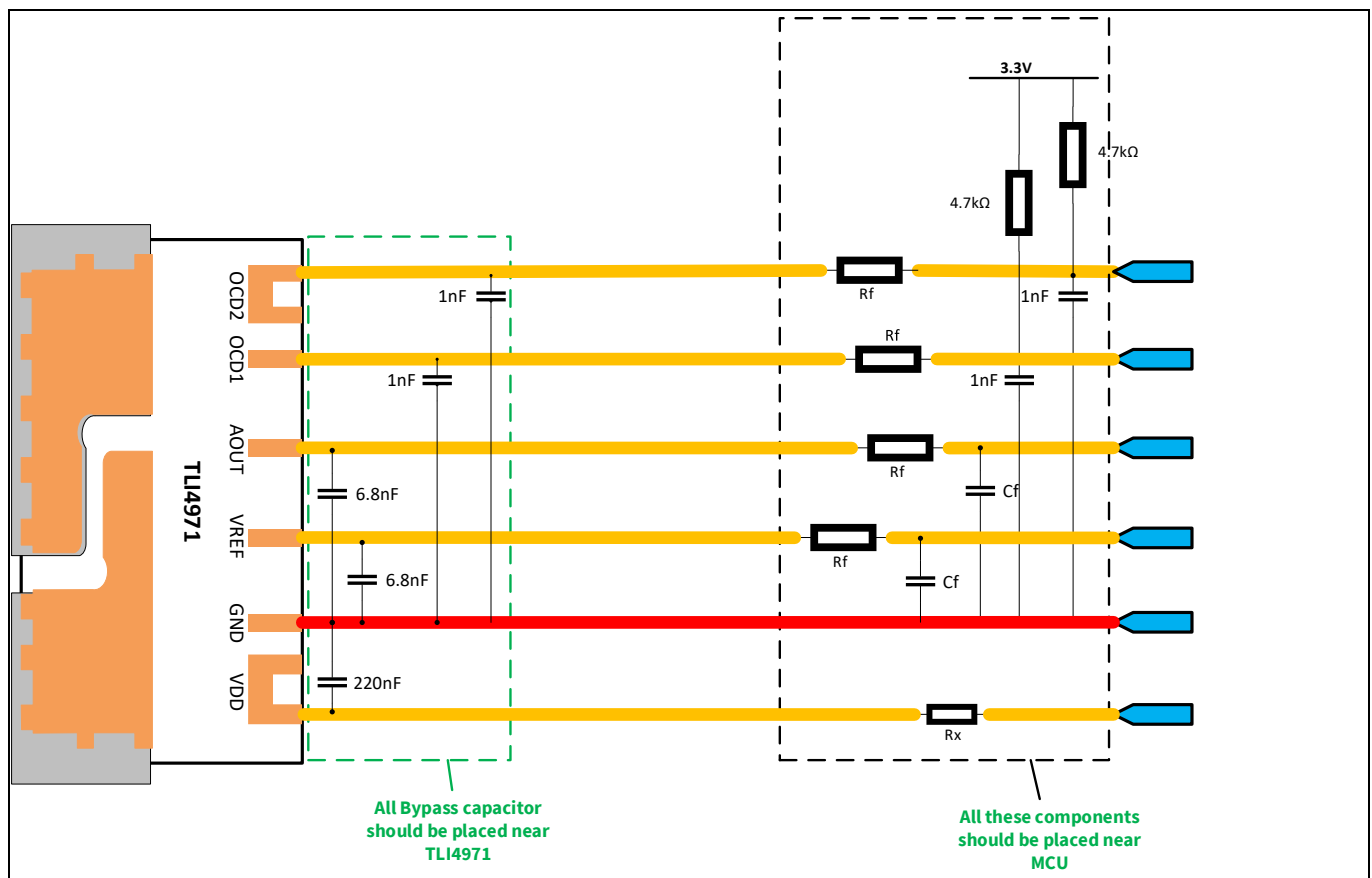 3.3V
4.7kΩ
4.7kΩ
OCD2
1nF
Rf
1nF
OCD1
1nF
Rf
1nF
TLI4971
AOUT
6.8nF
Rf
Cf
VREF
6.8nF
Rf
Cf
GND
VDD
220nF
Rx
All Bypass capacitor
should be placed near
TLI4971
All these components
should be placed near
MCU